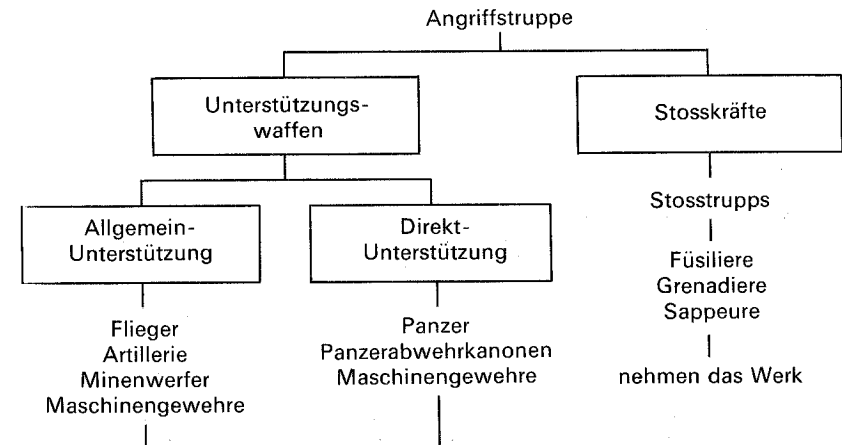 Angriffstruppe
Unterstützungs-
waffen
Stosskräfte
Allgemein-
Unterstützung
Direkt-
Unterstützung
Stosstrupps
Füsiliere
Grenadiere
Sappeure
Flieger
Artillerie
Minenwerfer
Maschinengewehre
Panzer
Panzerabwehrkanonen
Maschinengewehre
nehmen das Werk